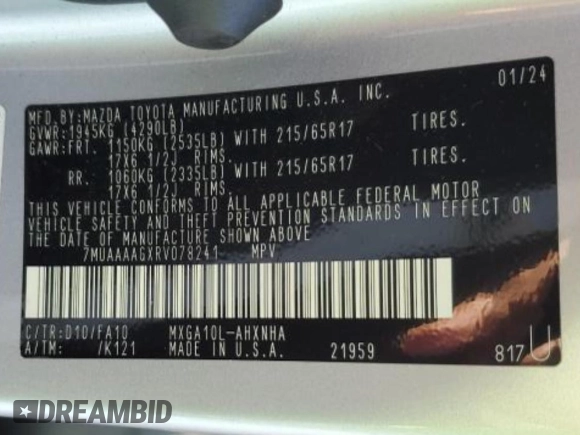 MFD.BY:MAZDA TOYOTA MANUFACTURING U.S.A. INC. 01/24
GVWR:1945KG (4290LB)
GAWR:FRT. 1150KG (2535LB) WITH 215/65R17 TIRES.
17X6 1/2J RIMS.
RR. 1060KG (2335LB) WITH 215/65R17 TIRES.
17X6 1/2J RIMS.
THIS VEHICLE CONFORMS TO ALL APPLICABLE FEDERAL MOTOR
VEHICLE SAFETY AND THEFT PREVENTION STANDARDS IN EFFECT ON
THE DATE OF MANUFACTURE SHOWN ABOVE
7MUAAAAGXRV078241 MPV
C/TR:D10/FA10 MXGA10L-AHXNHA
A/TM: /K121 MADE IN U.S.A. 21959 817U
DREAMBID